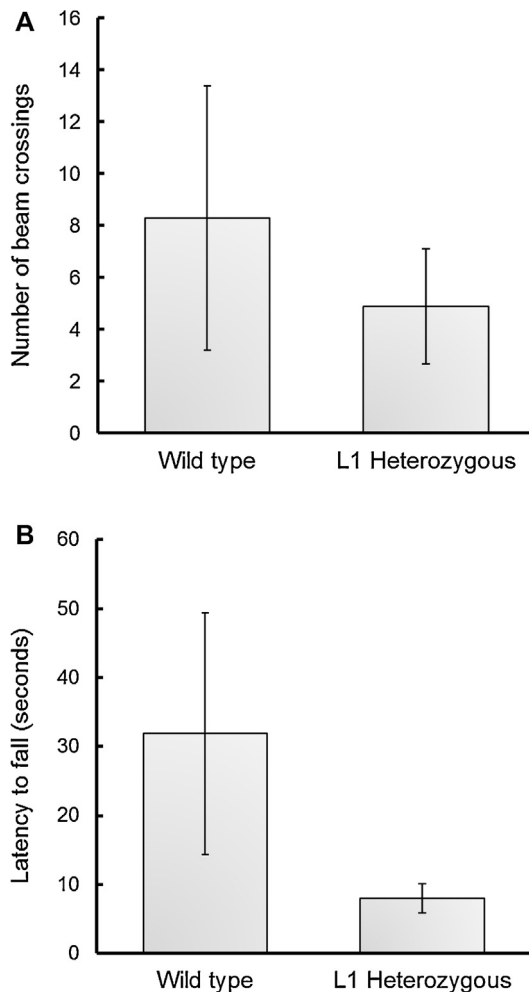 A
Number of beam crossings
16
14
12
10
8
6
4
2
0
Wild type L1 Heterozygous
B
Latency to fall (seconds)
60
50
40
30
20
10
0
Wild type L1 Heterozygous